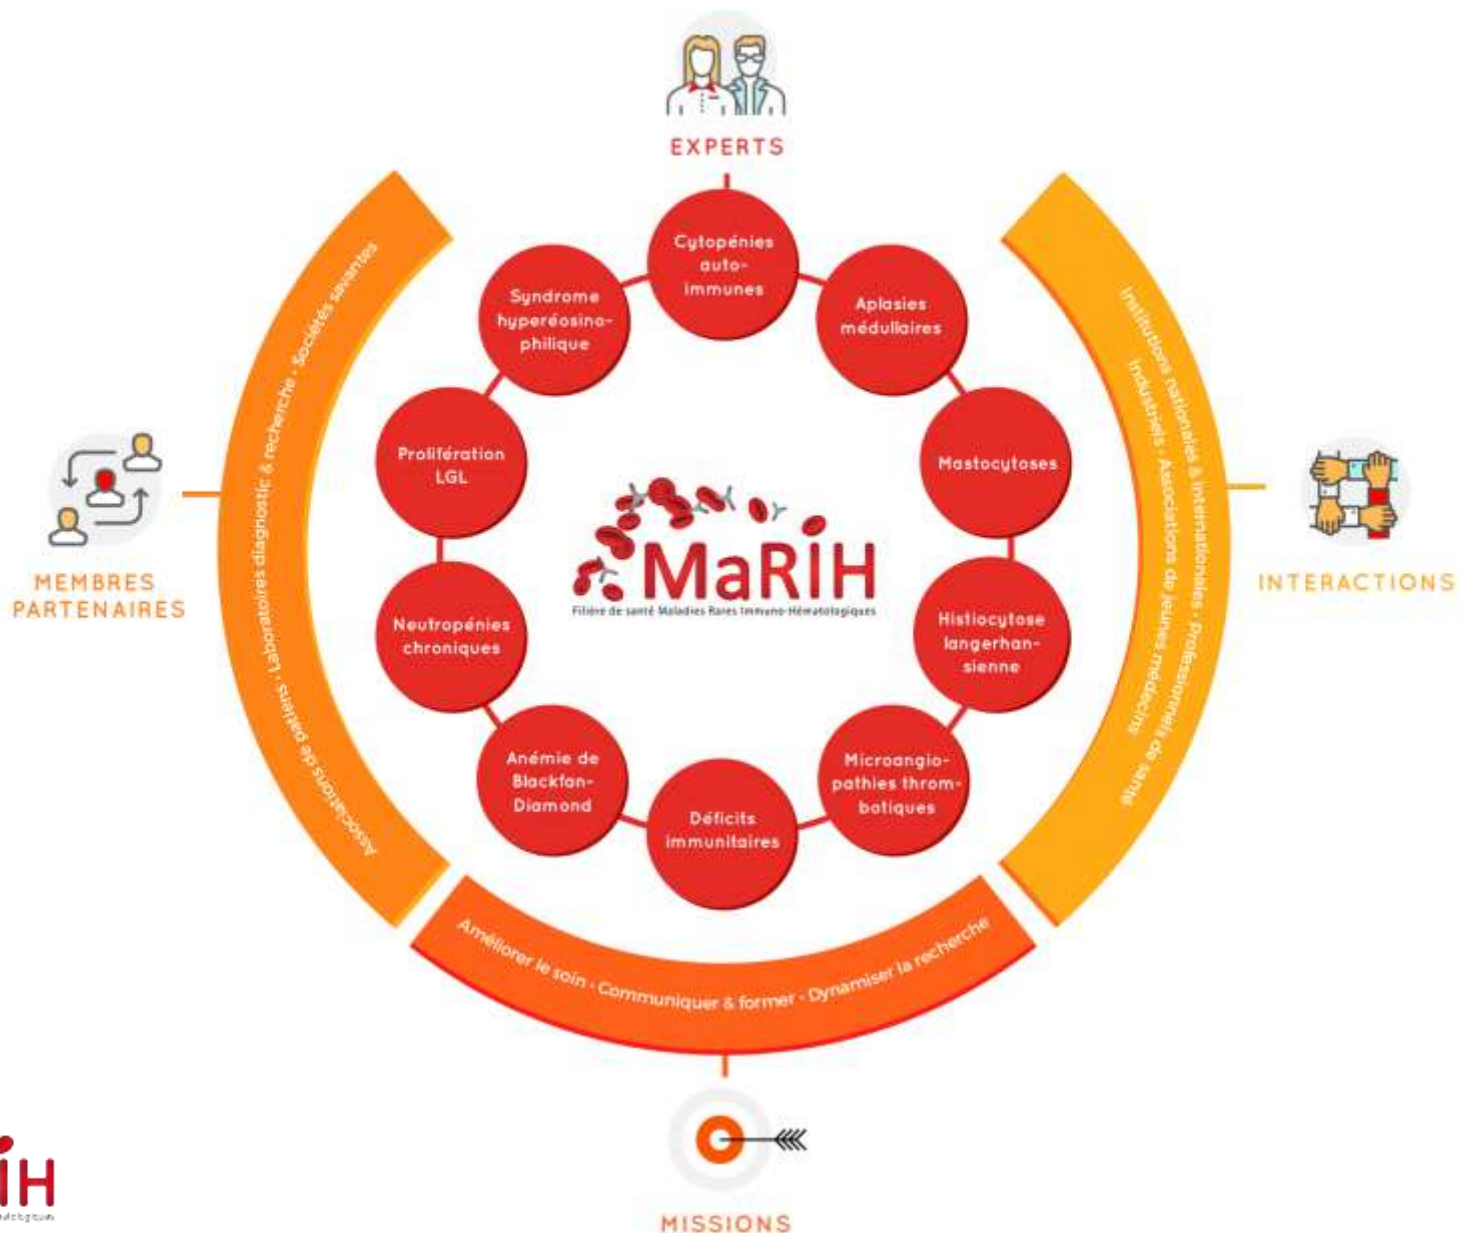 EXPERTS
Cytopénies
auto-
immunes
Aplasies
médullaires
Mastocytoses
Histiocytose
langerhan-
sienne
Microangio-
pathies throm-
botiques
Déficits
immunitaires
Anémie de
Blackfan-
Diamond
Neutropénies
chroniques
Prolifération
LGL
Syndrome
hyperéosino-
philique
MaRIH
Filière de santé Maladies Rares Immuno-Hématologiques
MEMBRES
PARTENAIRES
Associations de patiens • Laboratoires diagnostic & recherche • Sociétés savantes
INTERACTIONS
Institutions nationales & internationales • Professionnels de santé
Industriels • Associations de jeunes médecins
Améliorer le soin • Communiquer & former • Dynamiser la recherche
MISSIONS
IH